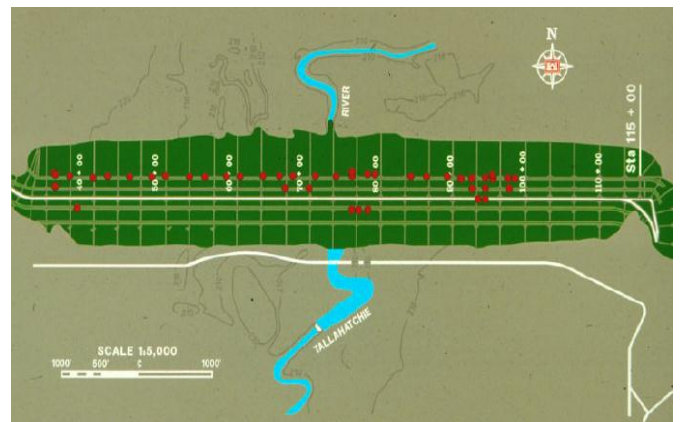 N
RIVER
Sta 115 + 00
40 + 00
50 + 00
60 + 00
70 + 00
80 + 00
90 + 00
100 + 00
110 + 00
TALLAHATCHIE
SCALE 1:5,000
1000' 500' 0 1000'